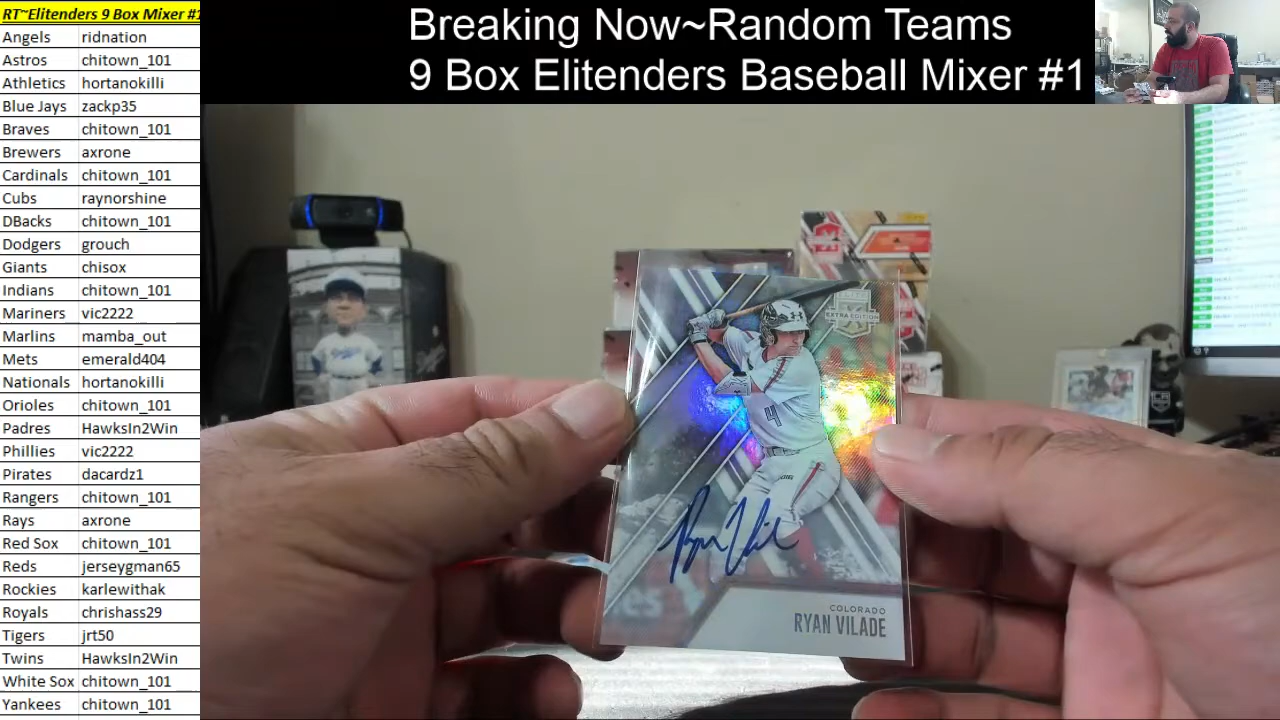 RT~Elitenders 9 Box Mixer #1
Angels ridnation
Astros chitown_101
Athletics hortanokilli
Blue Jays zackp35
Braves chitown_101
Brewers axrone
Cardinals chitown_101
Cubs raynorshine
DBacks chitown_101
Dodgers grouch
Giants chisox
Indians chitown_101
Mariners vic2222
Marlins mamba_out
Mets emerald404
Nationals hortanokilli
Orioles chitown_101
Padres HawksIn2Win
Phillies vic2222
Pirates dacardz1
Rangers chitown_101
Rays axrone
Red Sox chitown_101
Reds jerseygman65
Rockies karlewithak
Royals chrishass29
Tigers jrt50
Twins HawksIn2Win
White Sox chitown_101
Yankees chitown_101
Breaking Now~Random Teams
9 Box Elitenders Baseball Mixer #1
EXTRA EDITION
4
Ryan Vilade
COLORADO
RYAN VILADE